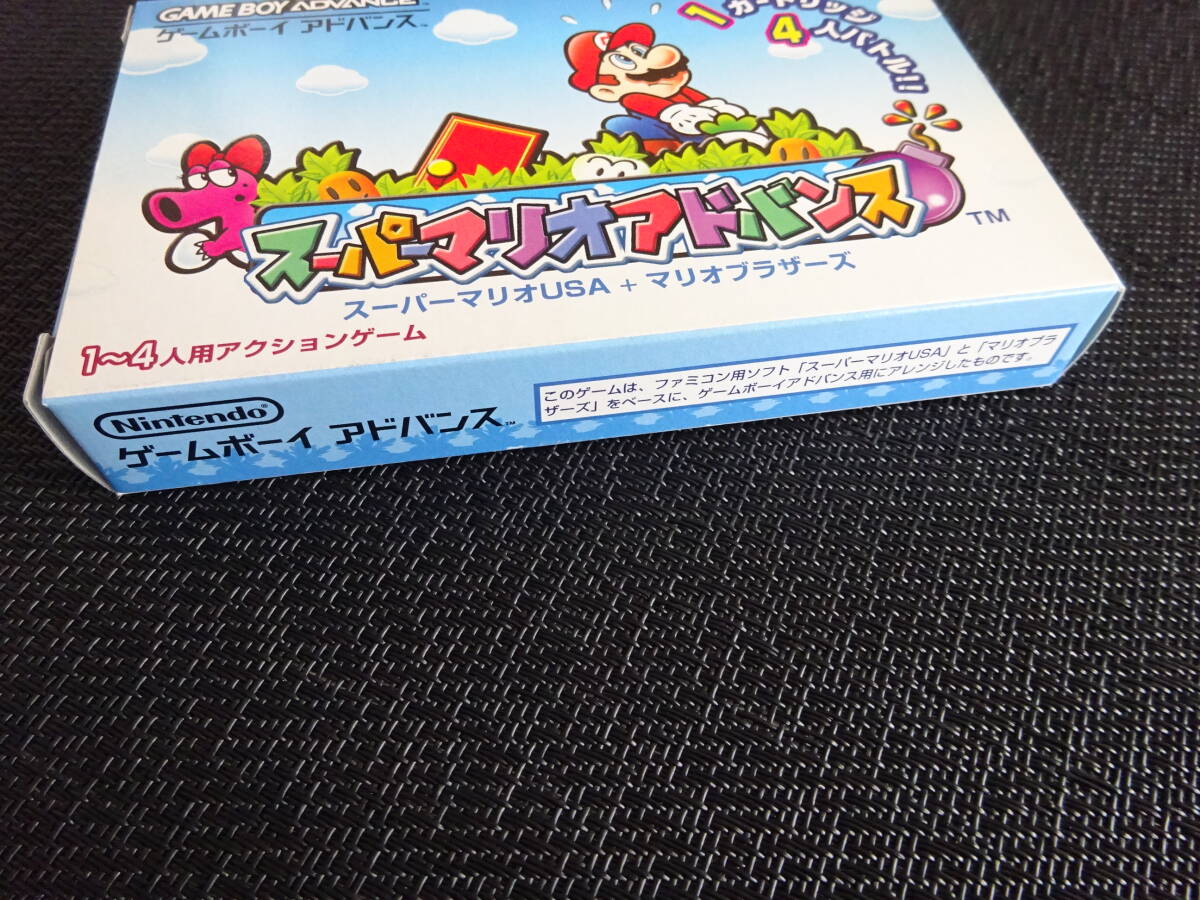 GAME BOY ADVANCE™
ゲームボーイ アドバンス™
1カートリッジ
4人バトル!!
スーパーマリオアドバンス™
スーパーマリオUSA + マリオブラザーズ
1〜4人用アクションゲーム
Nintendo®
ゲームボーイ アドバンス™
このゲームは、ファミコン用ソフト「スーパーマリオUSA」と「マリオブラ
ザーズ」をベースに、ゲームボーイアドバンス用にアレンジしたものです。